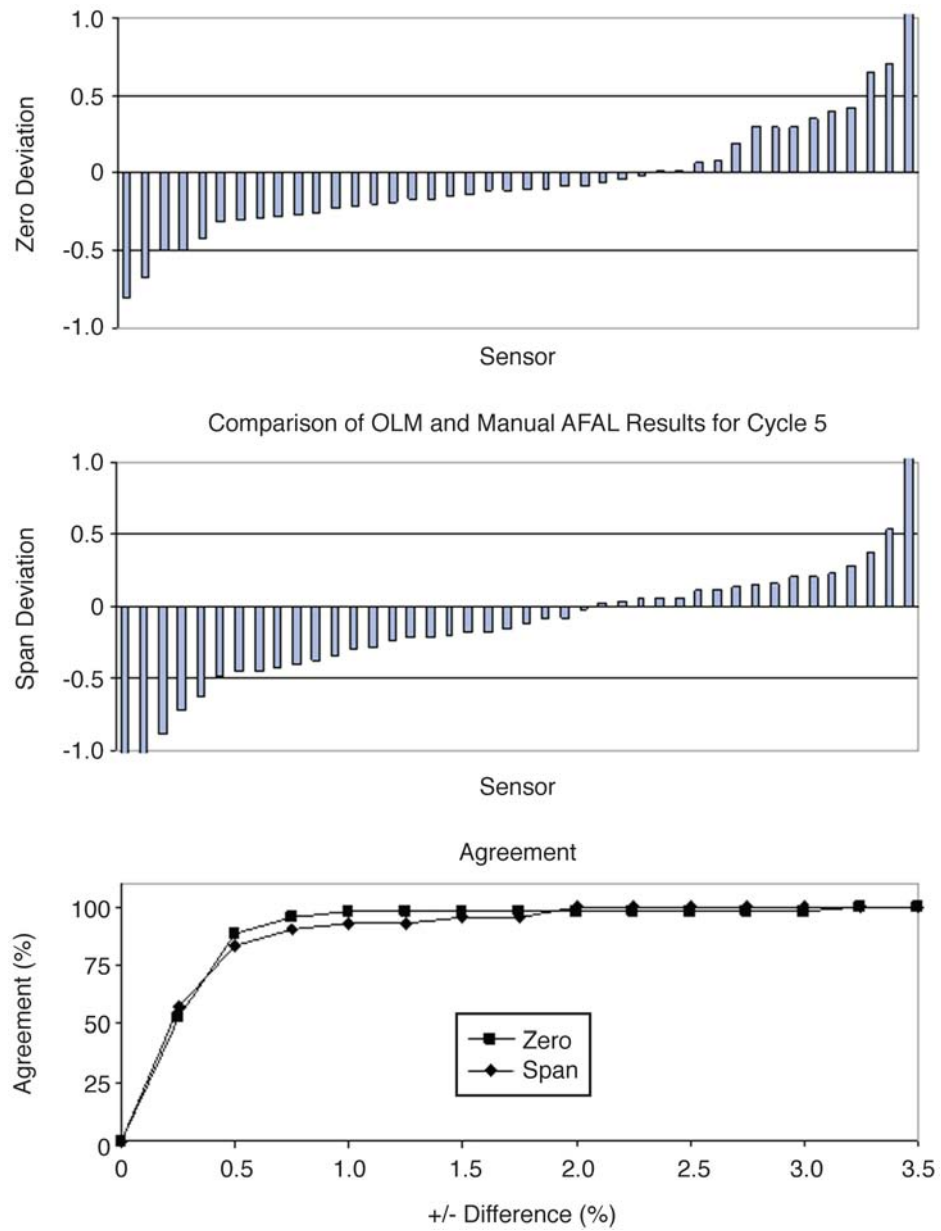 1.0
0.5
0
-0.5
-1.0
Zero Deviation
Sensor
Comparison of OLM and Manual AFAL Results for Cycle 5
1.0
0.5
0
-0.5
-1.0
Span Deviation
Sensor
Agreement
100
75
50
25
0
Agreement (%)
Zero
Span
0 0.5 1.0 1.5 2.0 2.5 3.0 3.5
+/- Difference (%)